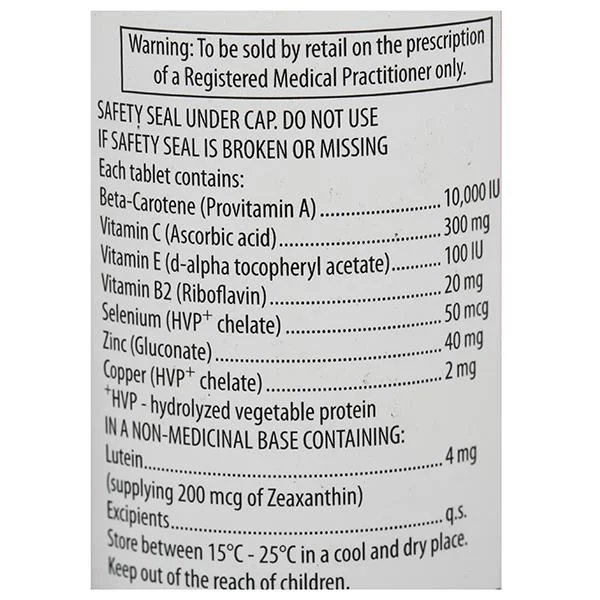 Warning: To be sold by retail on the prescription
of a Registered Medical Practitioner only.
SAFETY SEAL UNDER CAP. DO NOT USE
IF SAFETY SEAL IS BROKEN OR MISSING
Each tablet contains:
Beta-Carotene (Provitamin A) ........................ 10,000 IU
Vitamin C (Ascorbic acid)................................. 300 mg
Vitamin E (d-alpha tocopheryl acetate).......... 100 IU
Vitamin B2 (Riboflavin)................................... 20 mg
Selenium (HVP+ chelate) ............................... 50 mcg
Zinc (Gluconate)............................................. 40 mg
Copper (HVP+ chelate) ................................... 2 mg
+HVP - hydrolyzed vegetable protein
IN A NON-MEDICINAL BASE CONTAINING:
Lutein............................................................ 4 mg
(supplying 200 mcg of Zeaxanthin)
Excipients...................................................... q.s.
Store between 15°C - 25°C in a cool and dry place.
Keep out of the reach of children.